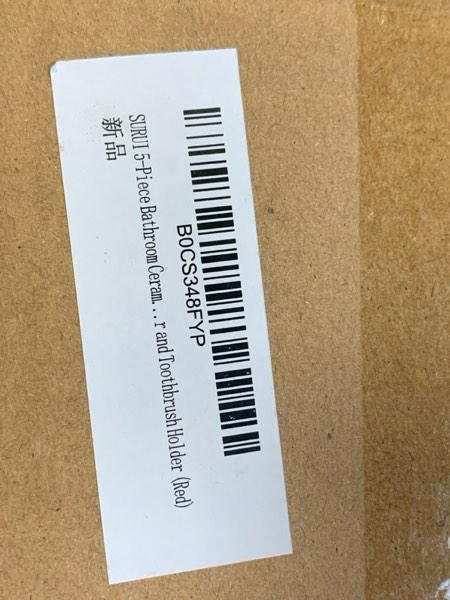 B0CS348FYP
SURUI 5-Piece Bathroom Ceram...r and Toothbrush Holder (Red)
新品